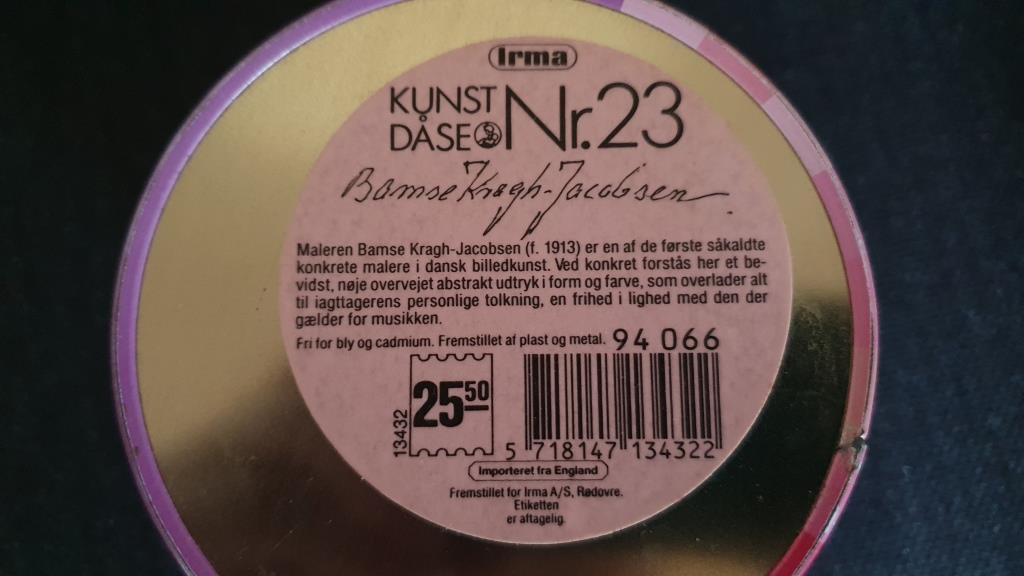 Irma
KUNST
DÅSE Nr.23
Bamse Kragh-Jacobsen
Maleren Bamse Kragh-Jacobsen (f. 1913) er en af de første såkaldte
konkrete malere i dansk billedkunst. Ved konkret forstås her et be-
vidst, nøje overvejet abstrakt udtryk i form og farve, som overlader alt
til iagttagerens personlige tolkning, en frihed i lighed med den der
gælder for musikken.
Fri for bly og cadmium. Fremstillet af plast og metal. 94 066
13432
25 50
5 718147 134322
Importeret fra England
Fremstillet for Irma A/S, Rødovre.
Etiketten
er aftagelig.